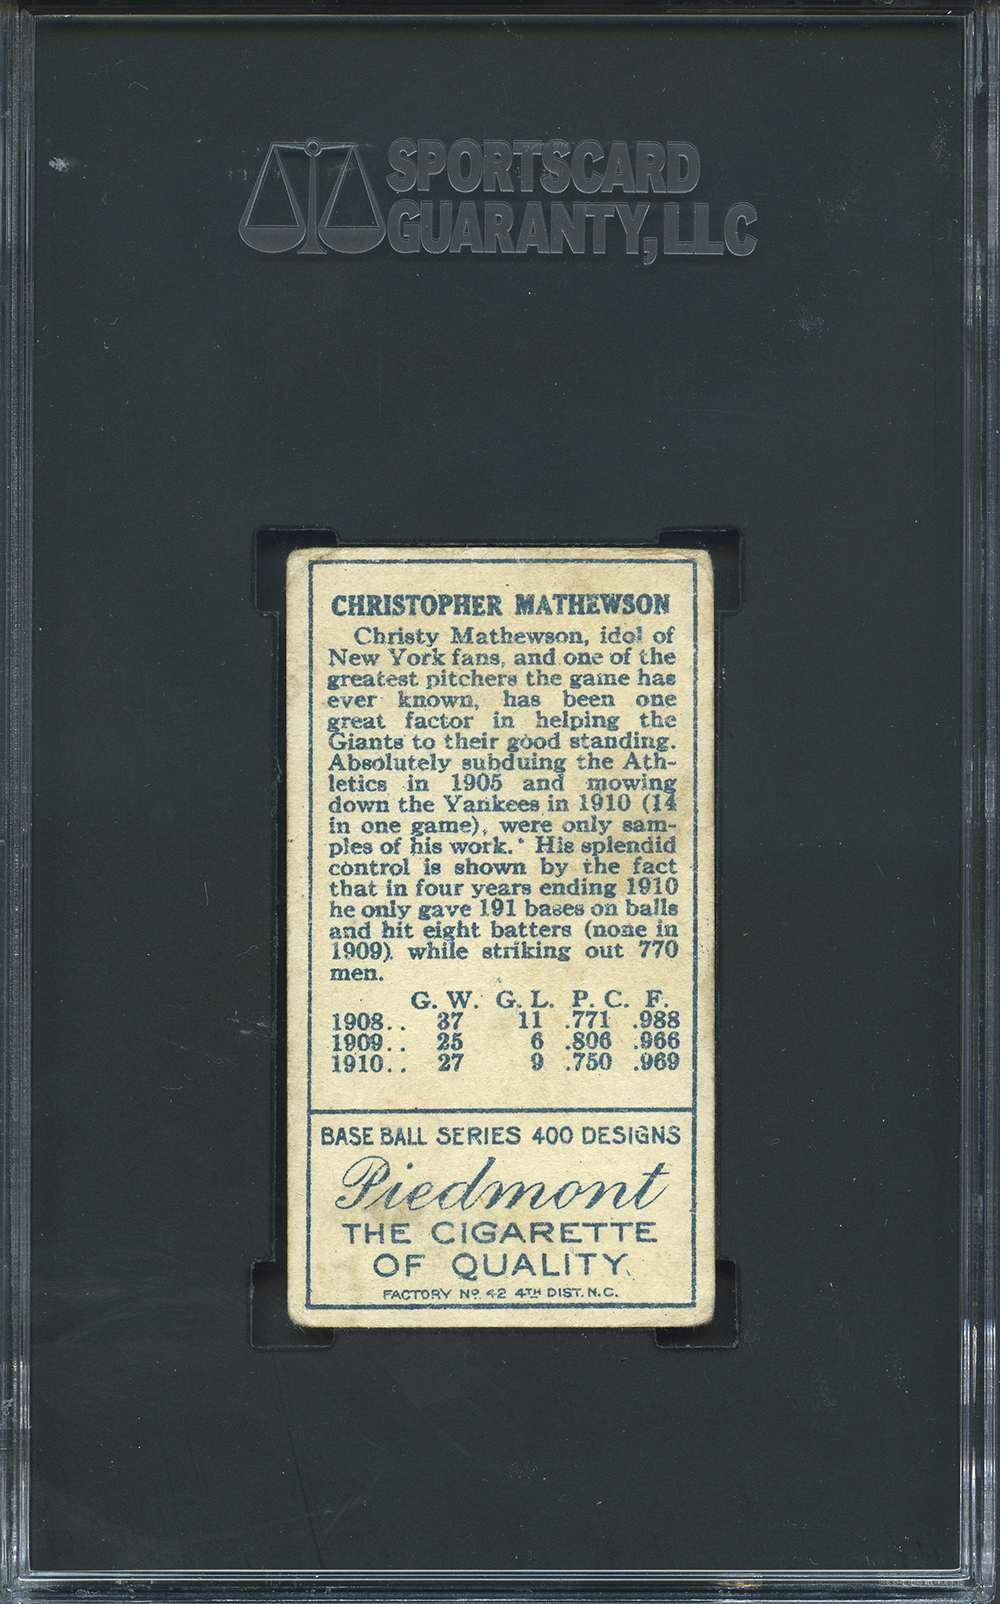 SPORTSCARD
GUARANTY, LLC
CHRISTOPHER MATHEWSON
Christy Mathewson, idol of
New York fans, and one of the
greatest pitchers the game has
ever known, has been one
great factor in helping the
Giants to their good standing.
Absolutely subduing the Ath-
letics in 1905 and mowing
down the Yankees in 1910 (14
in one game), were only sam-
ples of his work. His splendid
control is shown by the fact
that in four years ending 1910
he only gave 191 bases on balls
and hit eight batters (none in
1909) while striking out 770
men.
G. W. G. L. P. C. F.
1908.. 37 11 .771 .988
1909.. 25 6 .806 .966
1910.. 27 9 .750 .969
BASE BALL SERIES 400 DESIGNS
Piedmont
THE CIGARETTE
OF QUALITY.
FACTORY No. 42 4TH DIST. N.C.